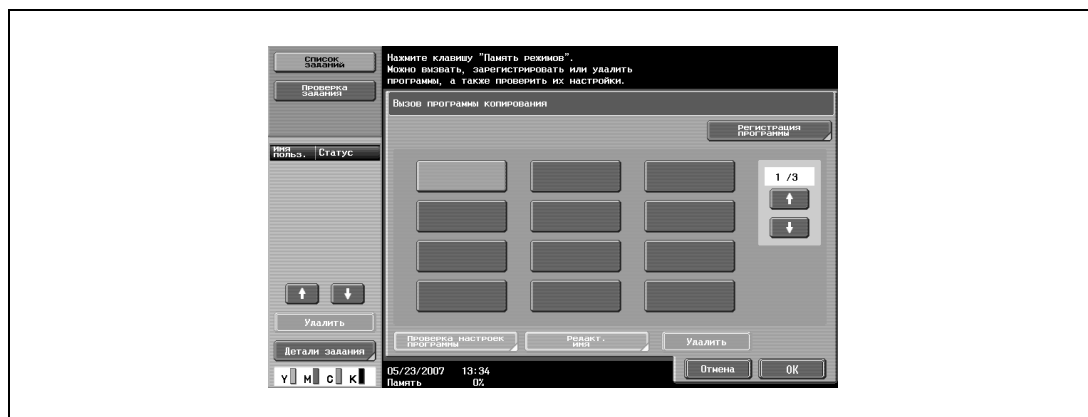 Список
задания
Проверка
задания
Имя
польз.
Статус
Удалить
Детали задания
Y M C K
Нажмите клавишу "Память режимов".
Можно вызвать, зарегистрировать или удалить
программы, а также проверить их настройки.
Вызов программы копирования
Регистрация
программы
1 /3
Проверка настроек
программы
Редакт.
имя
Удалить
05/23/2007 13:34
Память 0%
Отмена
OK